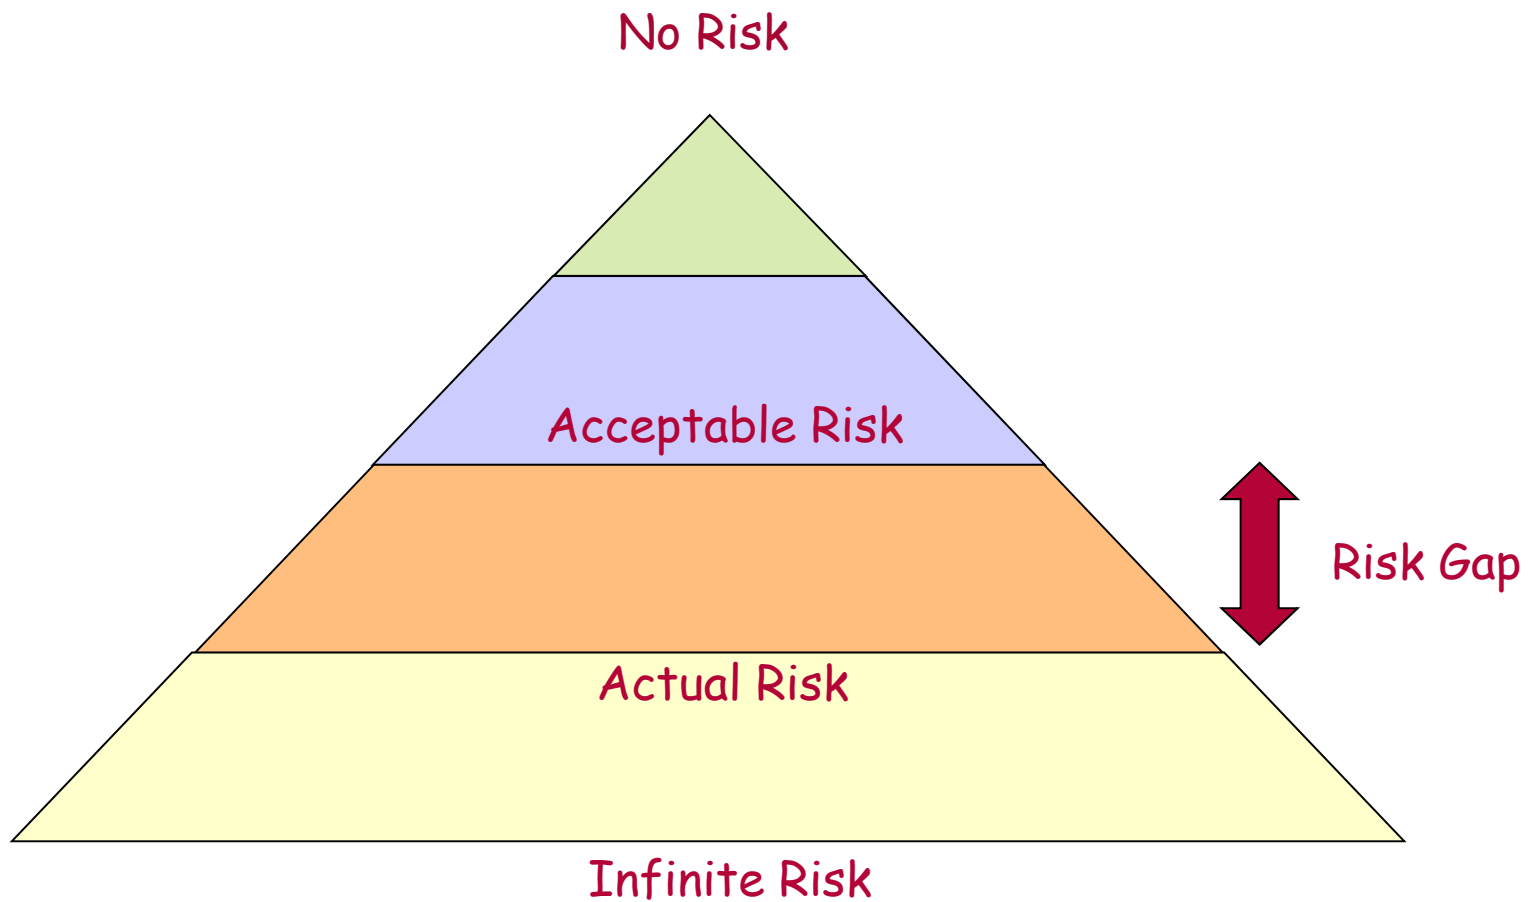 No Risk
Acceptable Risk
Risk Gap
Actual Risk
Infinite Risk